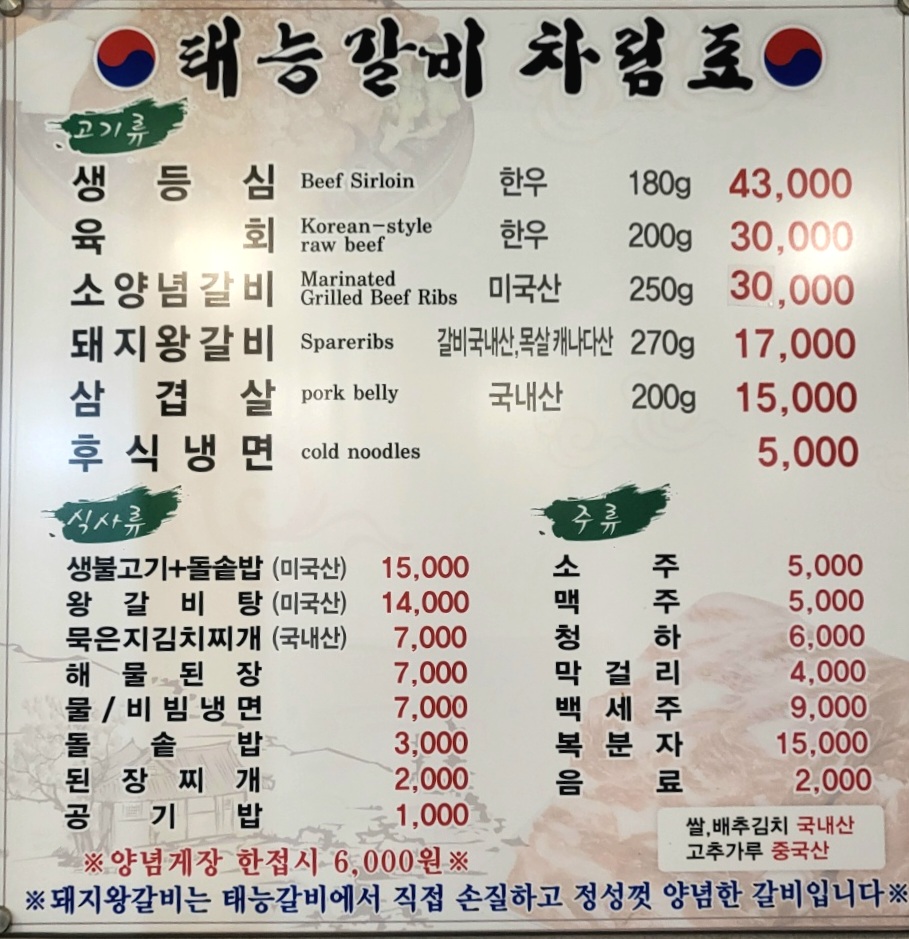 태능갈비 차림표
고기류
생등심 Beef Sirloin 한우 180g 43,000
육회 Korean-style raw beef 한우 200g 30,000
소양념갈비 Marinated Grilled Beef Ribs 미국산 250g 30,000
돼지왕갈비 Spareribs 갈비국내산,목살캐나다산 270g 17,000
삼겹살 pork belly 국내산 200g 15,000
후식냉면 cold noodles 5,000
식사류
생불고기+돌솥밥 (미국산) 15,000
왕갈비탕 (미국산) 14,000
묵은지김치찌개 (국내산) 7,000
해물된장 7,000
물/비빔냉면 7,000
돌솥밥 3,000
된장찌개 2,000
공기밥 1,000
주류
소주 5,000
맥주 5,000
청하 6,000
막걸리 4,000
백세주 9,000
복분자 15,000
음료 2,000
쌀,배추김치 국내산
고추가루 중국산
※양념게장 한접시 6,000원※
※돼지왕갈비는 태능갈비에서 직접 손질하고 정성껏 양념한 갈비입니다※